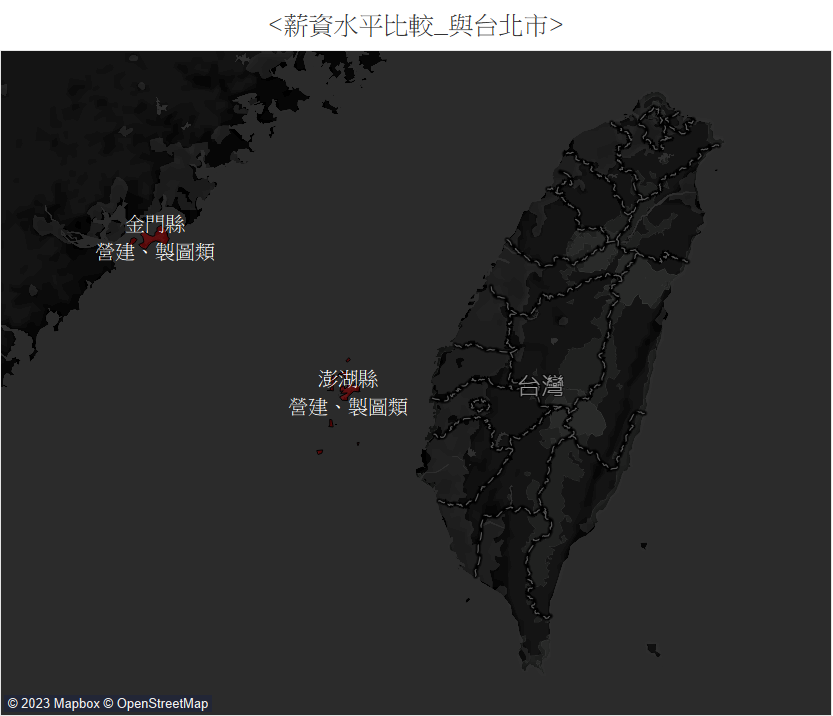 <薪資水平比較_與台北市>
金門縣
營建、製圖類
澎湖縣
營建、製圖類
台灣
© 2023 Mapbox © OpenStreetMap